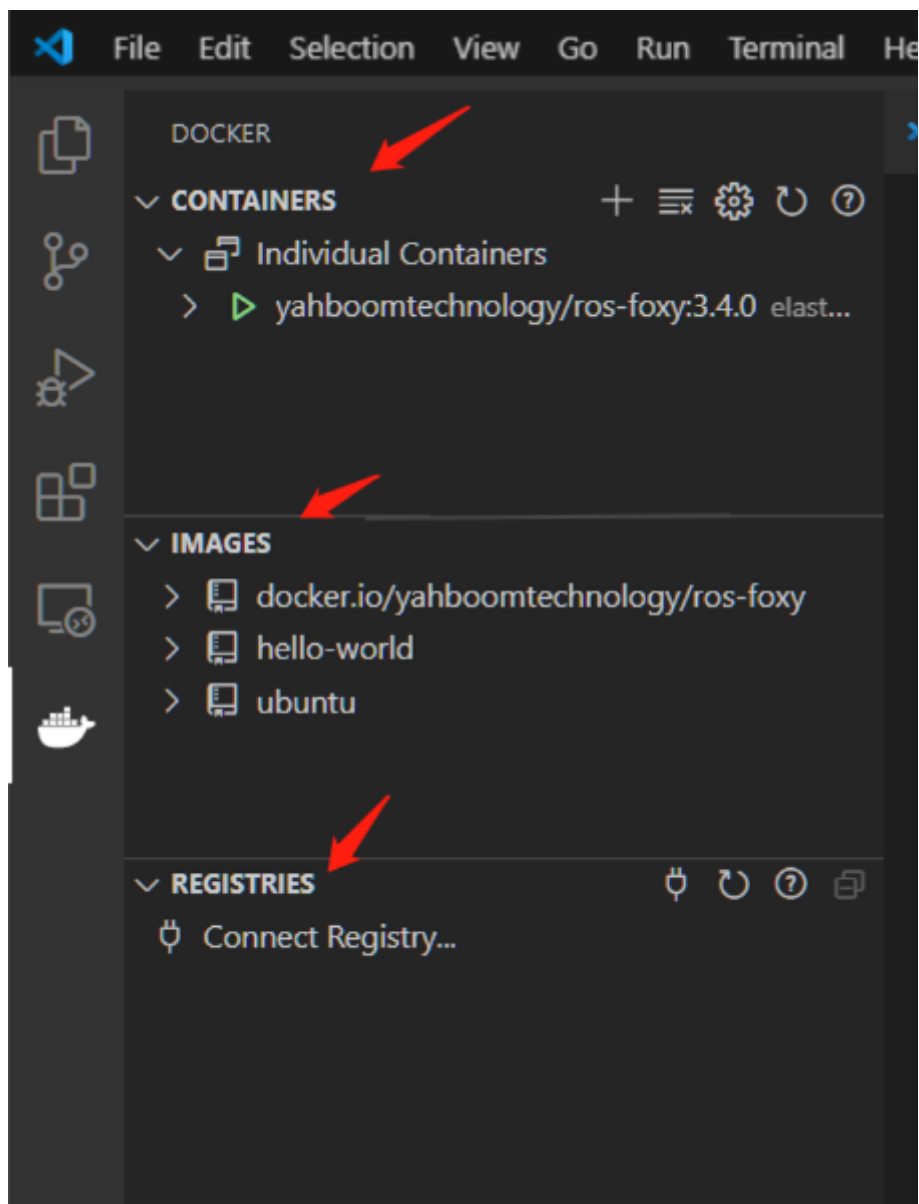 File Edit Selection View Go Run Terminal He
DOCKER
CONTAINERS
Individual Containers
yahboomtechnology/ros-foxy:3.4.0 elast...
IMAGES
docker.io/yahboomtechnology/ros-foxy
hello-world
ubuntu
REGISTRIES
Connect Registry...